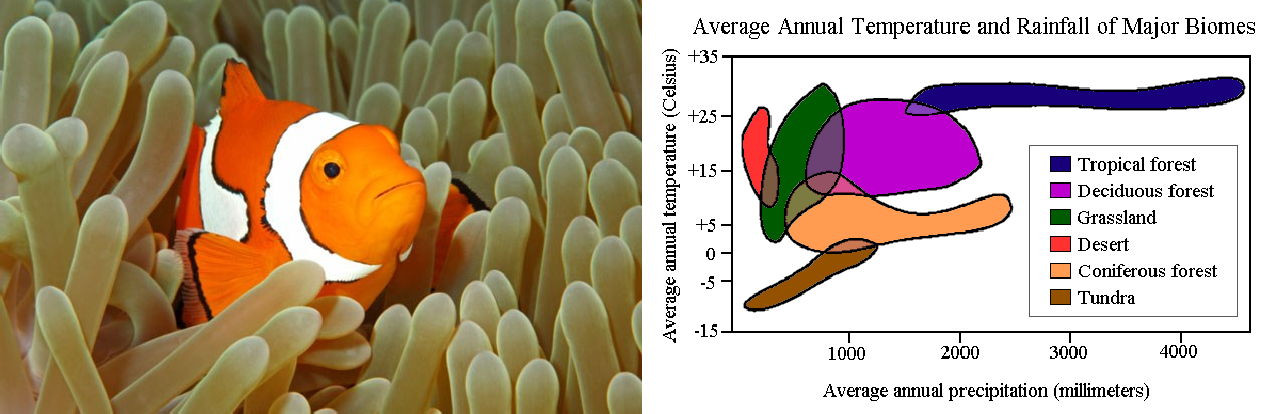 Average Annual Temperature and Rainfall of Major Biomes
Average annual temperature (Celsius)
+35
+25
+15
+5
0
-5
-15
Tropical forest
Deciduous forest
Grassland
Desert
Coniferous forest
Tundra
1000 2000 3000 4000
Average annual precipitation (millimeters)